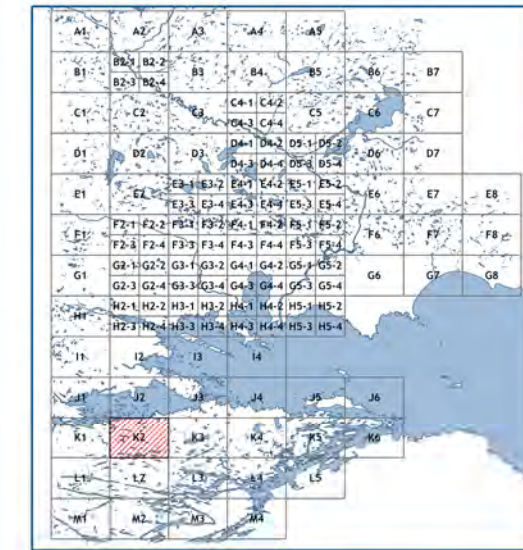 A1 A2 A3 A4 A5
B1 B2-1 B2-2 B3 B4 B5 B6 B7
B2-3 B2-4
C1 C2 C3 C4-1 C4-2 C5 C6 C7
C4-3 C4-4
D1 D2 D3 D4-1 D4-2 D5-1 D5-2 D6 D7
D4-3 D4-4 D5-3 D5-4
E1 E2 E3-1 E3-2 E4-1 E4-2 E5-1 E5-2 E6 E7 E8
E3-3 E3-4 E4-3 E4-4 E5-3 E5-4
F1 F2-1 F2-2 F3-1 F3-2 F4-1 F4-2 F5-1 F5-2 F6 F7 F8
F2-3 F2-4 F3-3 F3-4 F4-3 F4-4 F5-3 F5-4
G1 G2-1 G2-2 G3-1 G3-2 G4-1 G4-2 G5-1 G5-2 G6 G7 G8
G2-3 G2-4 G3-3 G3-4 G4-3 G4-4 G5-3 G5-4
H1 H2-1 H2-2 H3-1 H3-2 H4-1 H4-2 H5-1 H5-2
H2-3 H2-4 H3-3 H3-4 H4-3 H4-4 H5-3 H5-4
I1 I2 I3 I4
J1 J2 J3 J4 J5 J6
K1 K2 K3 K4 K5 K6
L1 L2 L3 L4 L5
M1 M2 M3 M4